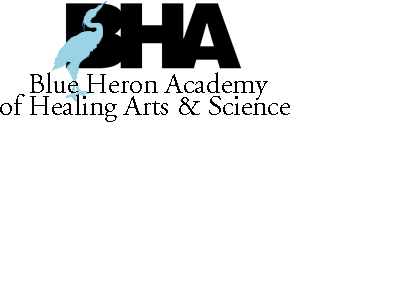 BHA
Blue Heron Academy
of Healing Arts & Science